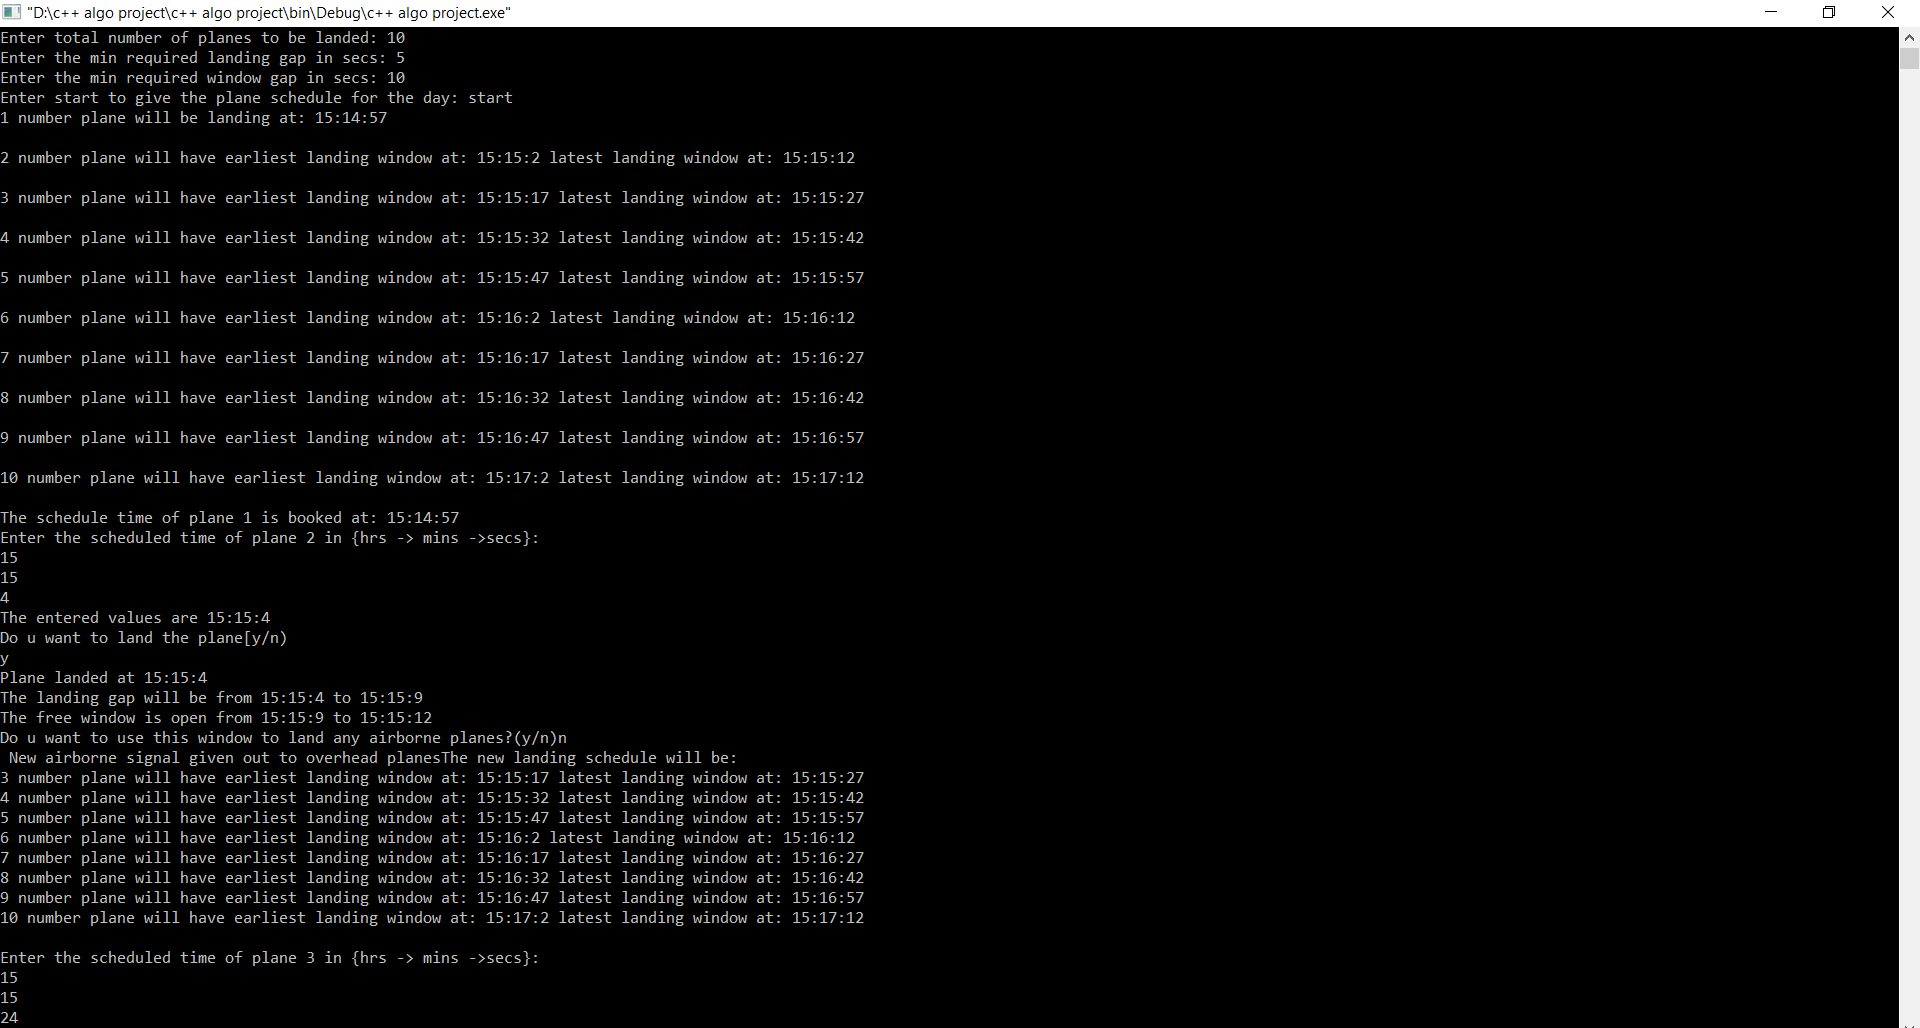 "D:\c++ algo project\c++ algo project\bin\Debug\c++ algo project.exe"
Enter total number of planes to be landed: 10
Enter the min required landing gap in secs: 5
Enter the min required window gap in secs: 10
Enter start to give the plane schedule for the day: start
1 number plane will be landing at: 15:14:57
2 number plane will have earliest landing window at: 15:15:2 latest landing window at: 15:15:12
3 number plane will have earliest landing window at: 15:15:17 latest landing window at: 15:15:27
4 number plane will have earliest landing window at: 15:15:32 latest landing window at: 15:15:42
5 number plane will have earliest landing window at: 15:15:47 latest landing window at: 15:15:57
6 number plane will have earliest landing window at: 15:16:2 latest landing window at: 15:16:12
7 number plane will have earliest landing window at: 15:16:17 latest landing window at: 15:16:27
8 number plane will have earliest landing window at: 15:16:32 latest landing window at: 15:16:42
9 number plane will have earliest landing window at: 15:16:47 latest landing window at: 15:16:57
10 number plane will have earliest landing window at: 15:17:2 latest landing window at: 15:17:12
The schedule time of plane 1 is booked at: 15:14:57
Enter the scheduled time of plane 2 in {hrs -> mins ->secs}:
15
15
4
The entered values are 15:15:4
Do u want to land the plane[y/n)
y
Plane landed at 15:15:4
The landing gap will be from 15:15:4 to 15:15:9
The free window is open from 15:15:9 to 15:15:12
Do u want to use this window to land any airborne planes?(y/n)n
New airborne signal given out to overhead planesThe new landing schedule will be:
3 number plane will have earliest landing window at: 15:15:17 latest landing window at: 15:15:27
4 number plane will have earliest landing window at: 15:15:32 latest landing window at: 15:15:42
5 number plane will have earliest landing window at: 15:15:47 latest landing window at: 15:15:57
6 number plane will have earliest landing window at: 15:16:2 latest landing window at: 15:16:12
7 number plane will have earliest landing window at: 15:16:17 latest landing window at: 15:16:27
8 number plane will have earliest landing window at: 15:16:32 latest landing window at: 15:16:42
9 number plane will have earliest landing window at: 15:16:47 latest landing window at: 15:16:57
10 number plane will have earliest landing window at: 15:17:2 latest landing window at: 15:17:12
Enter the scheduled time of plane 3 in {hrs -> mins ->secs}:
15
15
24